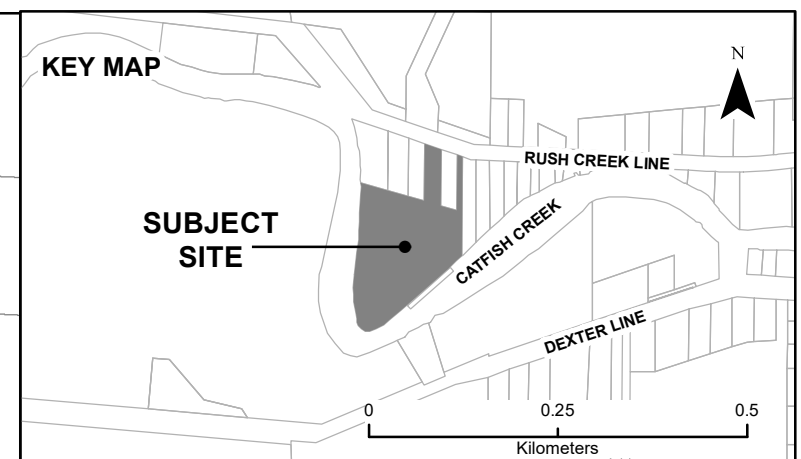 KEY MAP
N
RUSH CREEK LINE
SUBJECT
SITE
CATFISH CREEK
DEXTER LINE
0
0.25
0.5
Kilometers